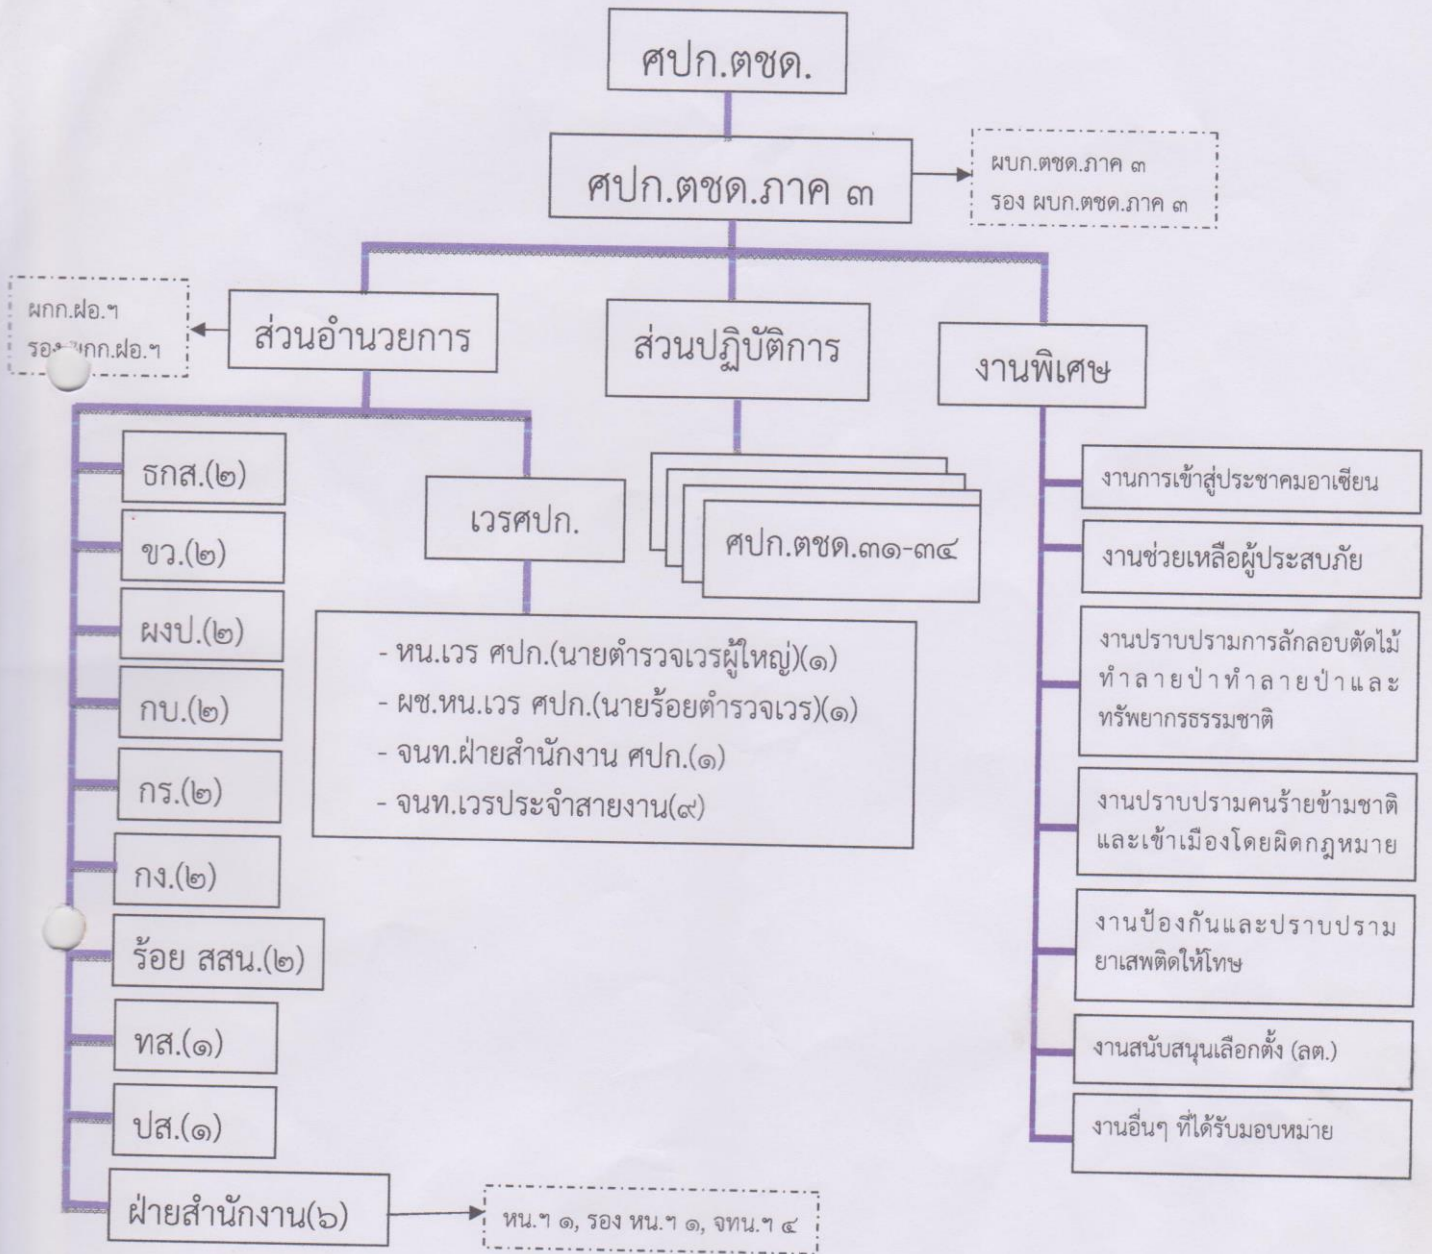 ศปก.ตชด.
ศปก.ตชด.ภาค ๓
ผบก.ตชด.ภาค ๓
รอง ผบก.ตชด.ภาค ๓
ผกก.ฝอ.ฯ
รอง ผกก.ฝอ.ฯ
ส่วนอำนวยการ
ส่วนปฏิบัติการ
งานพิเศษ
ธกส.(๒)
ขว.(๒)
ผงป.(๒)
กบ.(๒)
กร.(๒)
กง.(๒)
ร้อย สสน.(๒)
ทส.(๑)
ปส.(๑)
ฝ่ายสำนักงาน(๖)
หน.ฯ ๑, รอง หน.ฯ ๑, จทน.ฯ ๔
เวรศปก.
- หน.เวร ศปก.(นายตำรวจเวรผู้ใหญ่)(๑)
- ผช.หน.เวร ศปก.(นายร้อยตำรวจเวร)(๑)
- จนท.ฝ่ายสำนักงาน ศปก.(๑)
- จนท.เวรประจำสายงาน(๙)
ศปก.ตชด.๓๑-๓๔
งานการเข้าสู่ประชาคมอาเซียน
งานช่วยเหลือผู้ประสบภัย
งานปราบปรามการลักลอบตัดไม้
ทำลายป่าทำลายป่าและ
ทรัพยากรธรรมชาติ
งานปราบปรามคนร้ายข้ามชาติ
และเข้าเมืองโดยผิดกฎหมาย
งานป้องกันและปราบปราม
ยาเสพติดให้โทษ
งานสนับสนุนเลือกตั้ง (ลต.)
งานอื่นๆ ที่ได้รับมอบหมาย